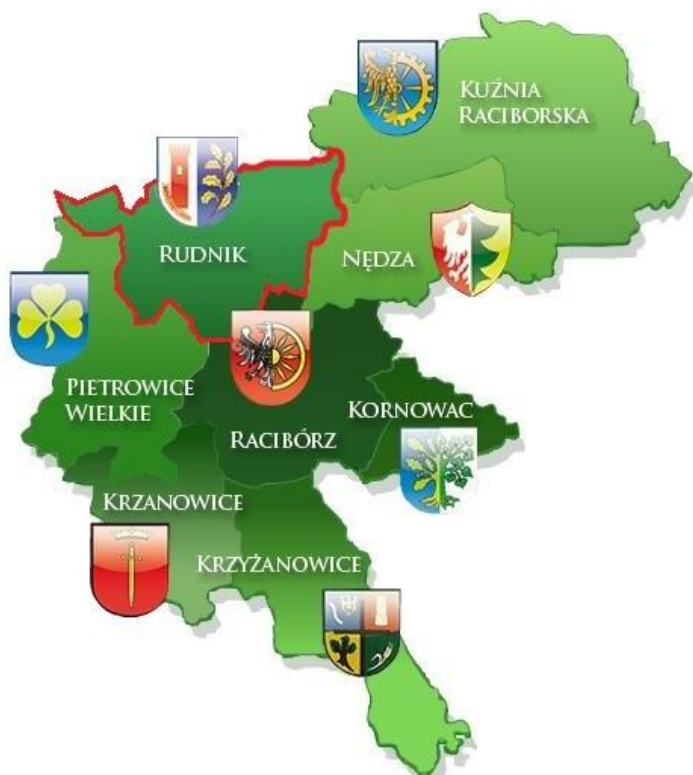 KUŹNIA
RACIBORSKA
RUDNIK
NĘDZA
PIETROWICE
WIELKIE
KORNOWAC
RACIBÓRZ
KRZANOWICE
KRZYŻANOWICE